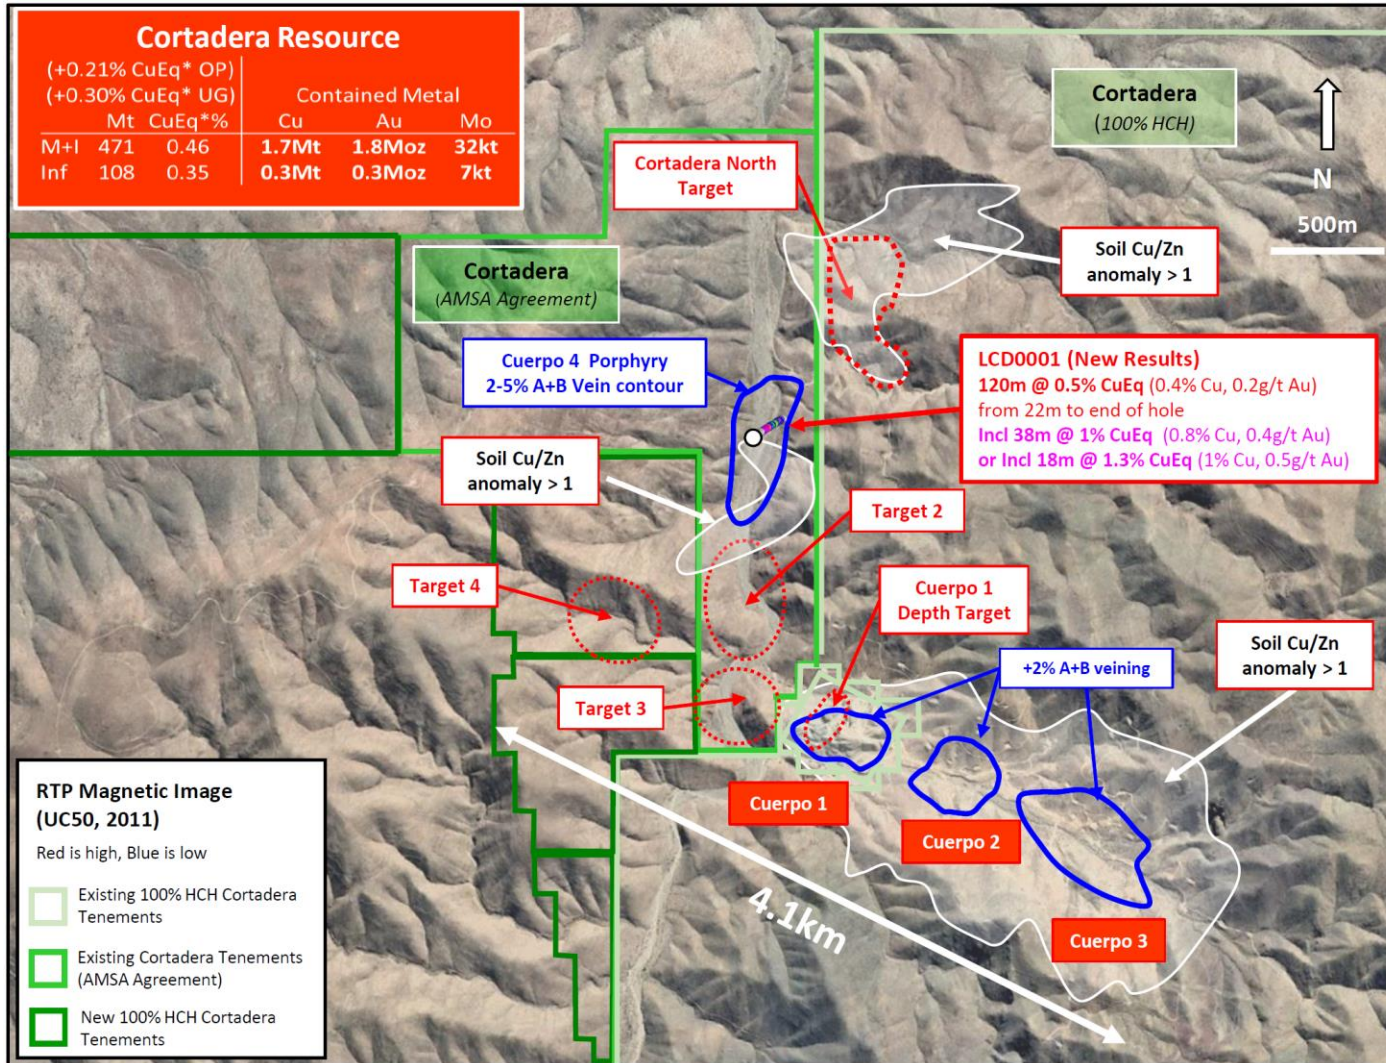 Cortadera Resource
(+0.21% CuEq* OP)
(+0.30% CuEq* UG) Contained Metal
Mt CuEq*% Cu Au Mo
M+I 471 0.46 1.7Mt 1.8Moz 32kt
Inf 108 0.35 0.3Mt 0.3Moz 7kt
Cortadera
(100% HCH)
N
500m
Cortadera North
Target
Soil Cu/Zn
anomaly > 1
Cortadera
(AMSA Agreement)
Cuerpo 4 Porphyry
2-5% A+B Vein contour
LCD0001 (New Results)
120m @ 0.5% CuEq (0.4% Cu, 0.2g/t Au)
from 22m to end of hole
Incl 38m @ 1% CuEq (0.8% Cu, 0.4g/t Au)
or Incl 18m @ 1.3% CuEq (1% Cu, 0.5g/t Au)
Soil Cu/Zn
anomaly > 1
Target 2
Target 4
Cuerpo 1
Depth Target
Soil Cu/Zn
anomaly > 1
+2% A+B veining
Target 3
Cuerpo 1
Cuerpo 2
Cuerpo 3
4.1km
RTP Magnetic Image
(UC50, 2011)
Red is high, Blue is low
Existing 100% HCH Cortadera
Tenements
Existing Cortadera Tenements
(AMSA Agreement)
New 100% HCH Cortadera
Tenements